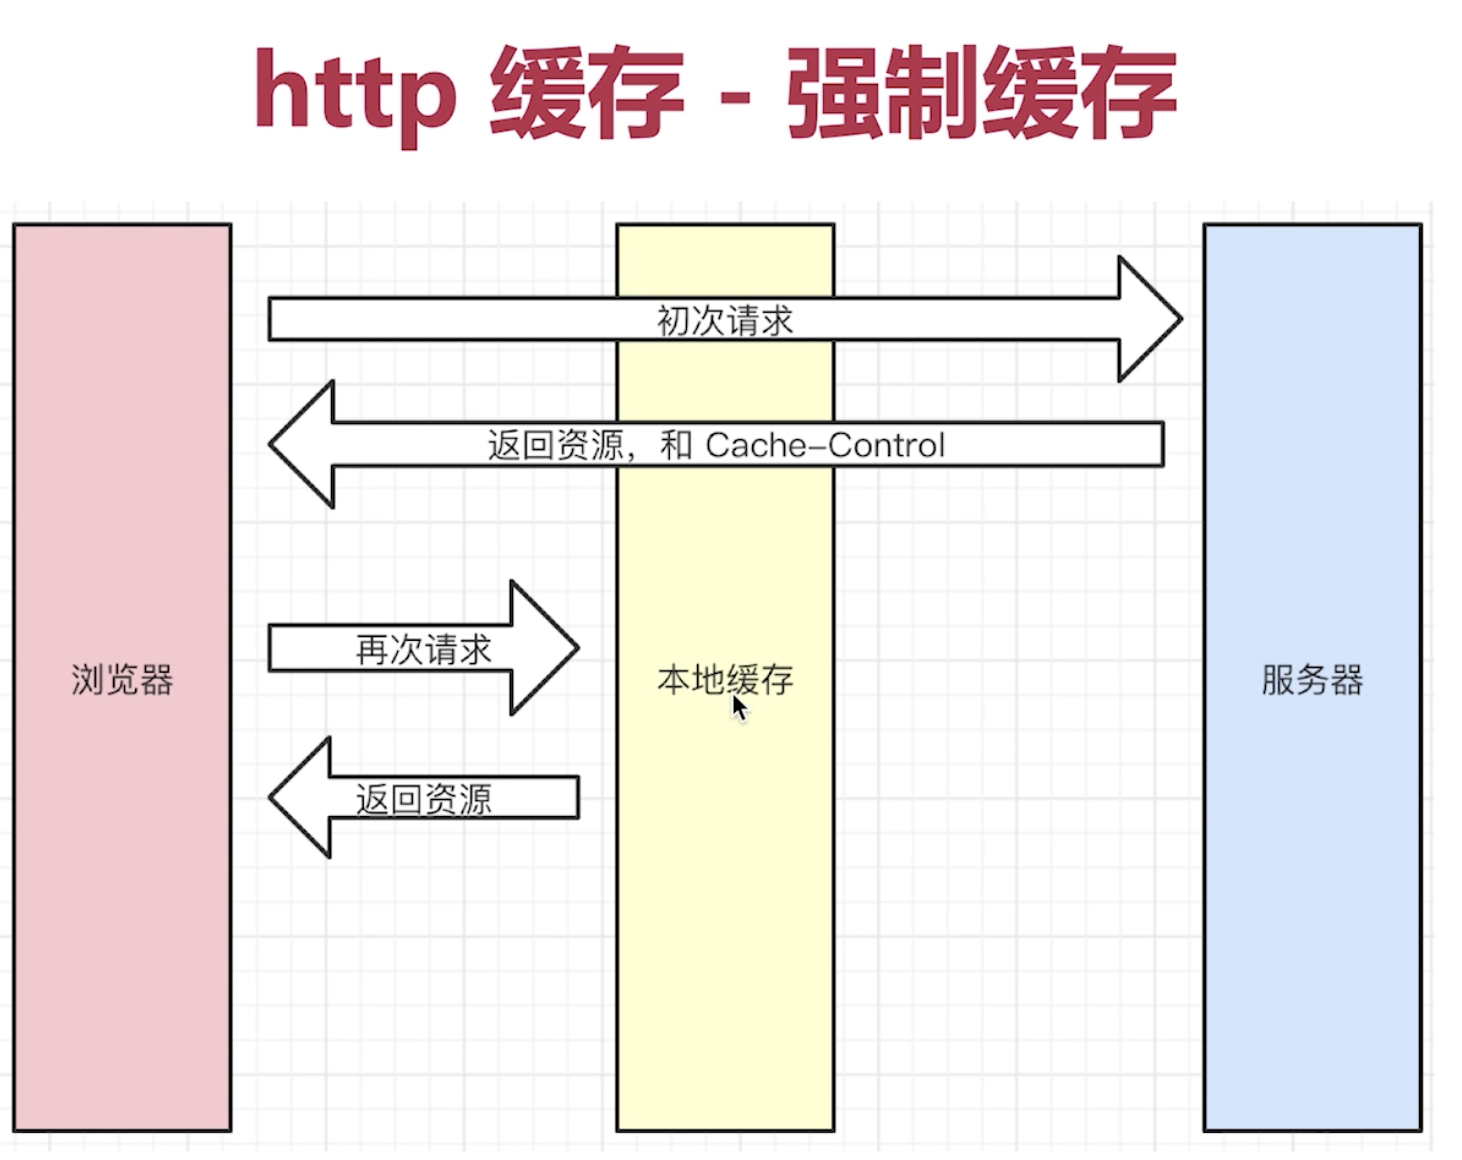 http 缓存 - 强制缓存
初次请求
返回资源，和 Cache-Control
再次请求
浏览器
本地缓存
服务器
返回资源